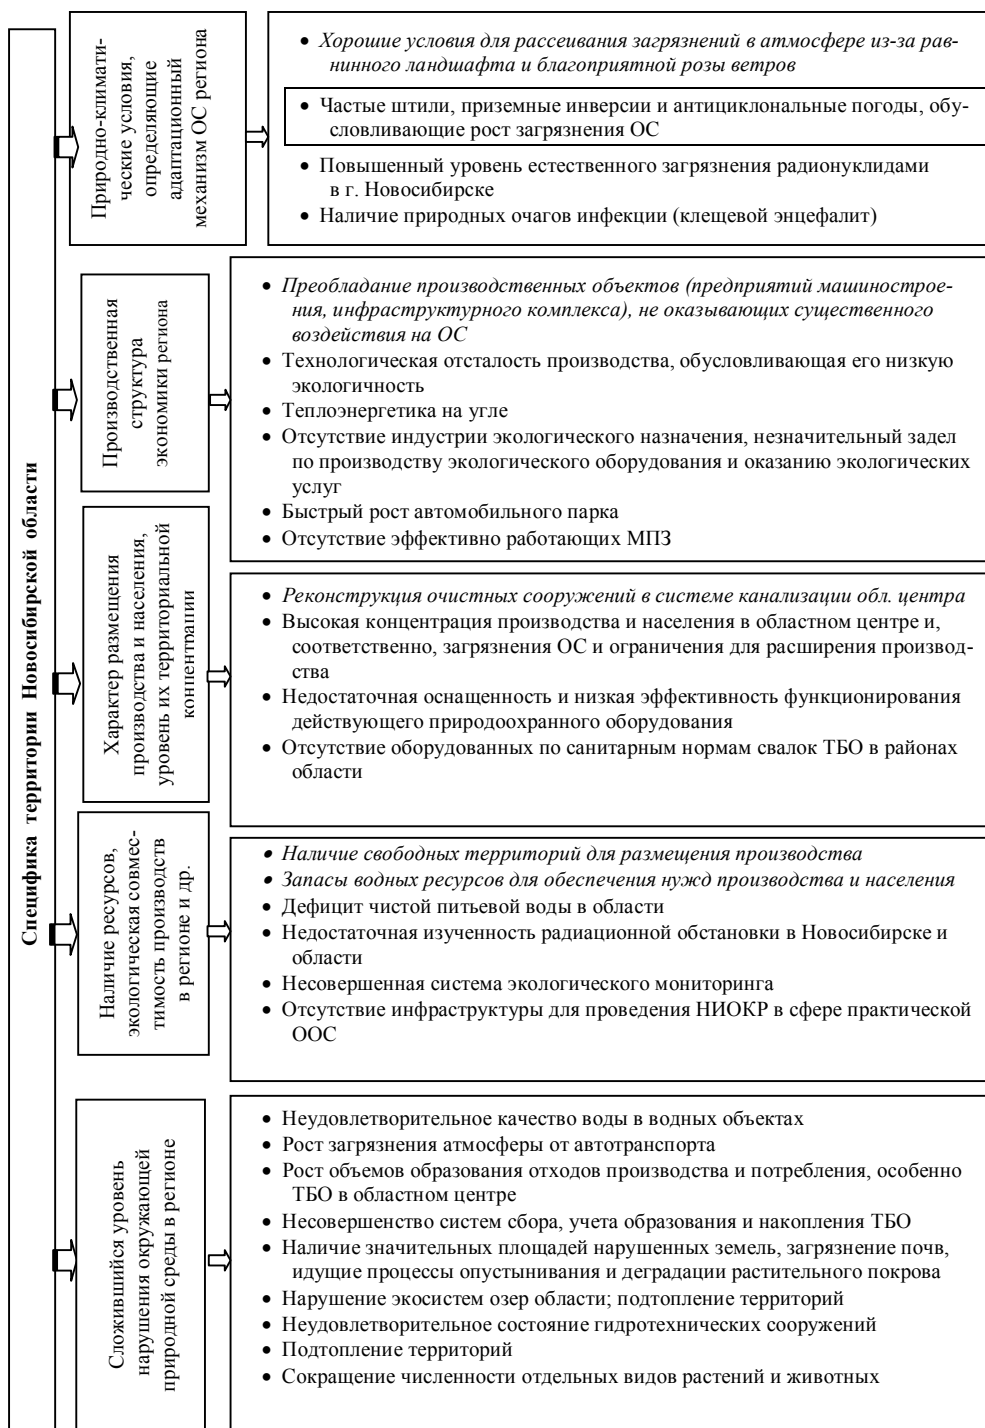 Специфика территории Новосибирской области
Природно-климати-
ческие условия,
определяющие
адаптационный
механизм ОС региона
• Хорошие условия для рассеивания загрязнений в атмосфере из-за рав-
нинного ландшафта и благоприятной розы ветров
• Частые штили, приземные инверсии и антициклональные погоды, обу-
словливающие рост загрязнения ОС
• Повышенный уровень естественного загрязнения радионуклидами
в г. Новосибирске
• Наличие природных очагов инфекции (клещевой энцефалит)
Производственная
структура
экономики региона
• Преобладание производственных объектов (предприятий машинострое-
ния, инфраструктурного комплекса), не оказывающих существенного
воздействия на ОС
• Технологическая отсталость производства, обусловливающая его низкую
экологичность
• Теплоэнергетика на угле
• Отсутствие индустрии экологического назначения, незначительный задел
по производству экологического оборудования и оказанию экологических
услуг
• Быстрый рост автомобильного парка
• Отсутствие эффективно работающих МПЗ
Характер размещения
производства и населения,
уровень их территориальной
концентрации
• Реконструкция очистных сооружений в системе канализации обл. центра
• Высокая концентрация производства и населения в областном центре и,
соответственно, загрязнения ОС и ограничения для расширения производ-
ства
• Недостаточная оснащенность и низкая эффективность функционирования
действующего природоохранного оборудования
• Отсутствие оборудованных по санитарным нормам свалок ТБО в районах
области
Наличие ресурсов,
экологическая совмес-
тимость производств
в регионе и др.
• Наличие свободных территорий для размещения производства
• Запасы водных ресурсов для обеспечения нужд производства и населения
• Дефицит чистой питьевой воды в области
• Недостаточная изученность радиационной обстановки в Новосибирске и
области
• Несовершенная система экологического мониторинга
• Отсутствие инфраструктуры для проведения НИОКР в сфере практической
ООС
Сложившийся уровень
нарушения окружающей
природной среды в регионе
• Неудовлетворительное качество воды в водных объектах
• Рост загрязнения атмосферы от автотранспорта
• Рост объемов образования отходов производства и потребления, особенно
ТБО в областном центре
• Несовершенство систем сбора, учета образования и накопления ТБО
• Наличие значительных площадей нарушенных земель, загрязнение почв,
идущие процессы опустынивания и деградации растительного покрова
• Нарушение экосистем озер области; подтопление территорий
• Неудовлетворительное состояние гидротехнических сооружений
• Подтопление территорий
• Сокращение численности отдельных видов растений и животных